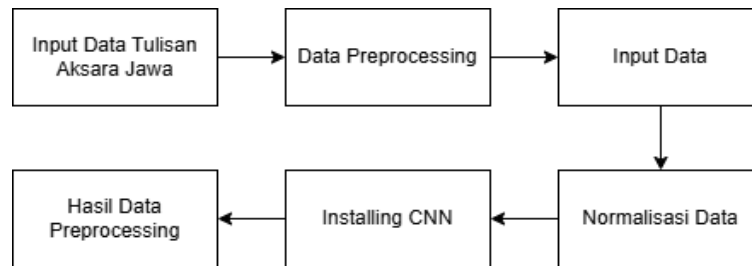 Input Data Tulisan
Aksara Jawa
Data Preprocessing
Input Data
Normalisasi Data
Installing CNN
Hasil Data
Preprocessing